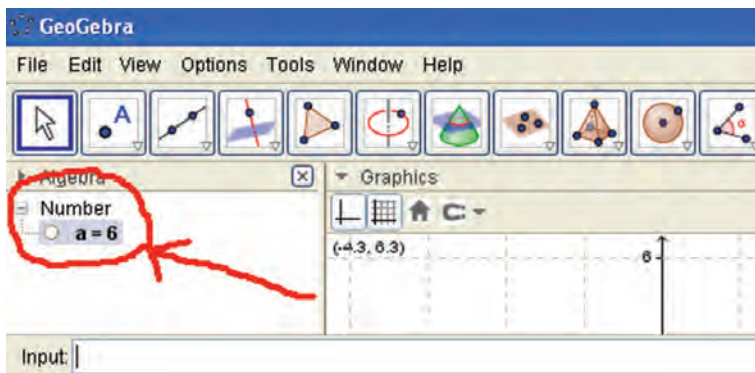 GeoGebra
File Edit View Options Tools Window Help
A
α
Algebra
Graphics
Number
a = 6
(-4.3, 6.3)
6
Input: